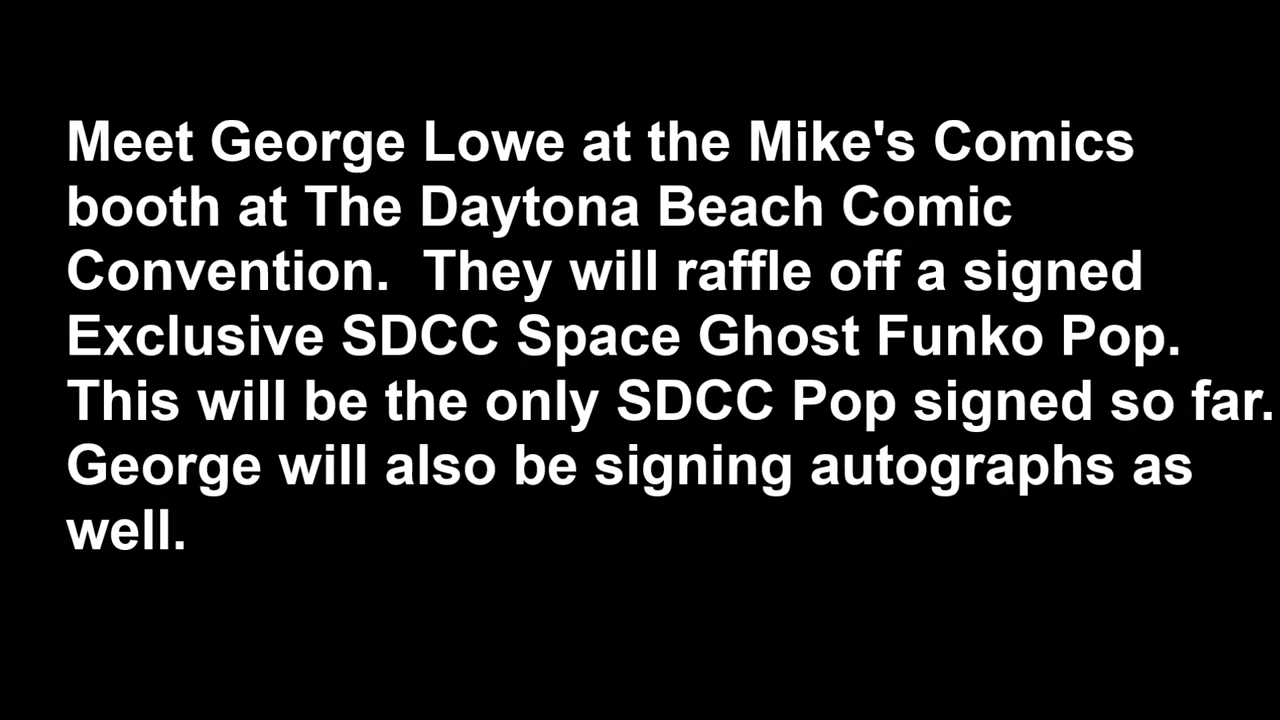 Meet George Lowe at the Mike's Comics
booth at The Daytona Beach Comic
Convention.  They will raffle off a signed
Exclusive SDCC Space Ghost Funko Pop.
This will be the only SDCC Pop signed so far.
George will also be signing autographs as
well.